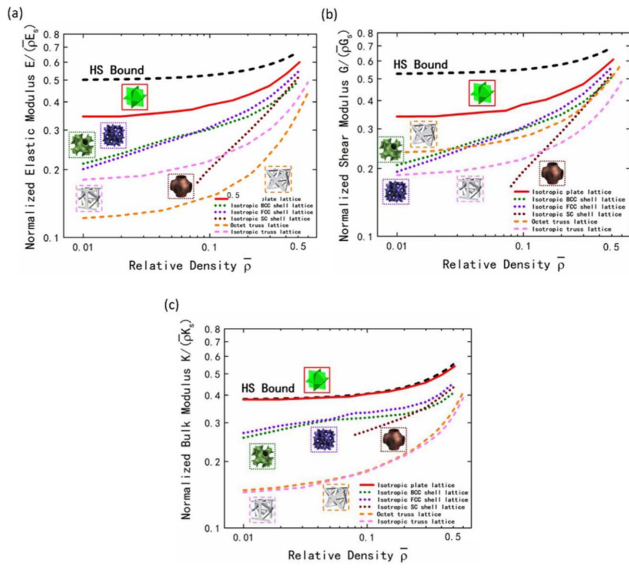 (a)
Normalized Elastic Modulus E/(ρ̅Es)
0.8
0.7
0.6
0.5
0.4
0.3
0.2
0.1
HS Bound
0.5
plate lattice
Isotropic BCC shell lattice
Isotropic FCC shell lattice
Isotropic SC shell lattice
Octet truss lattice
Isotropic truss lattice
0.01
0.1
0.5
Relative Density ρ̅
(b)
Normalized Shear Modulus G/(ρ̅Gs)
0.8
0.7
0.6
0.5
0.4
0.3
0.2
0.1
HS Bound
Isotropic plate lattice
Isotropic BCC shell lattice
Isotropic FCC shell lattice
Isotropic SC shell lattice
Octet truss lattice
Isotropic truss lattice
0.01
0.1
0.5
Relative Density ρ̅
(c)
Normalized Bulk Modulus K/(ρ̅Ks)
0.8
0.7
0.6
0.5
0.4
0.3
0.2
0.1
HS Bound
Isotropic plate lattice
Isotropic BCC shell lattice
Isotropic FCC shell lattice
Isotropic SC shell lattice
Octet truss lattice
Isotropic truss lattice
0.01
0.1
0.5
Relative Density ρ̅